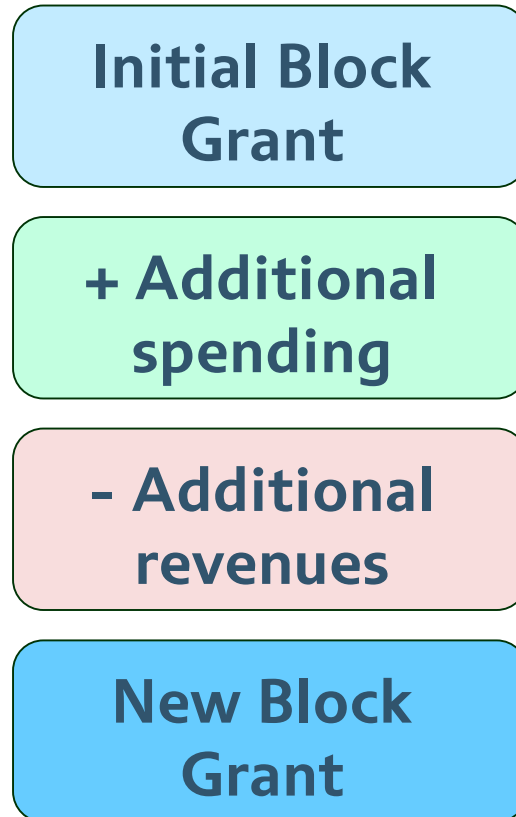 Initial Block
Grant
+ Additional
spending
- Additional
revenues
New Block
Grant